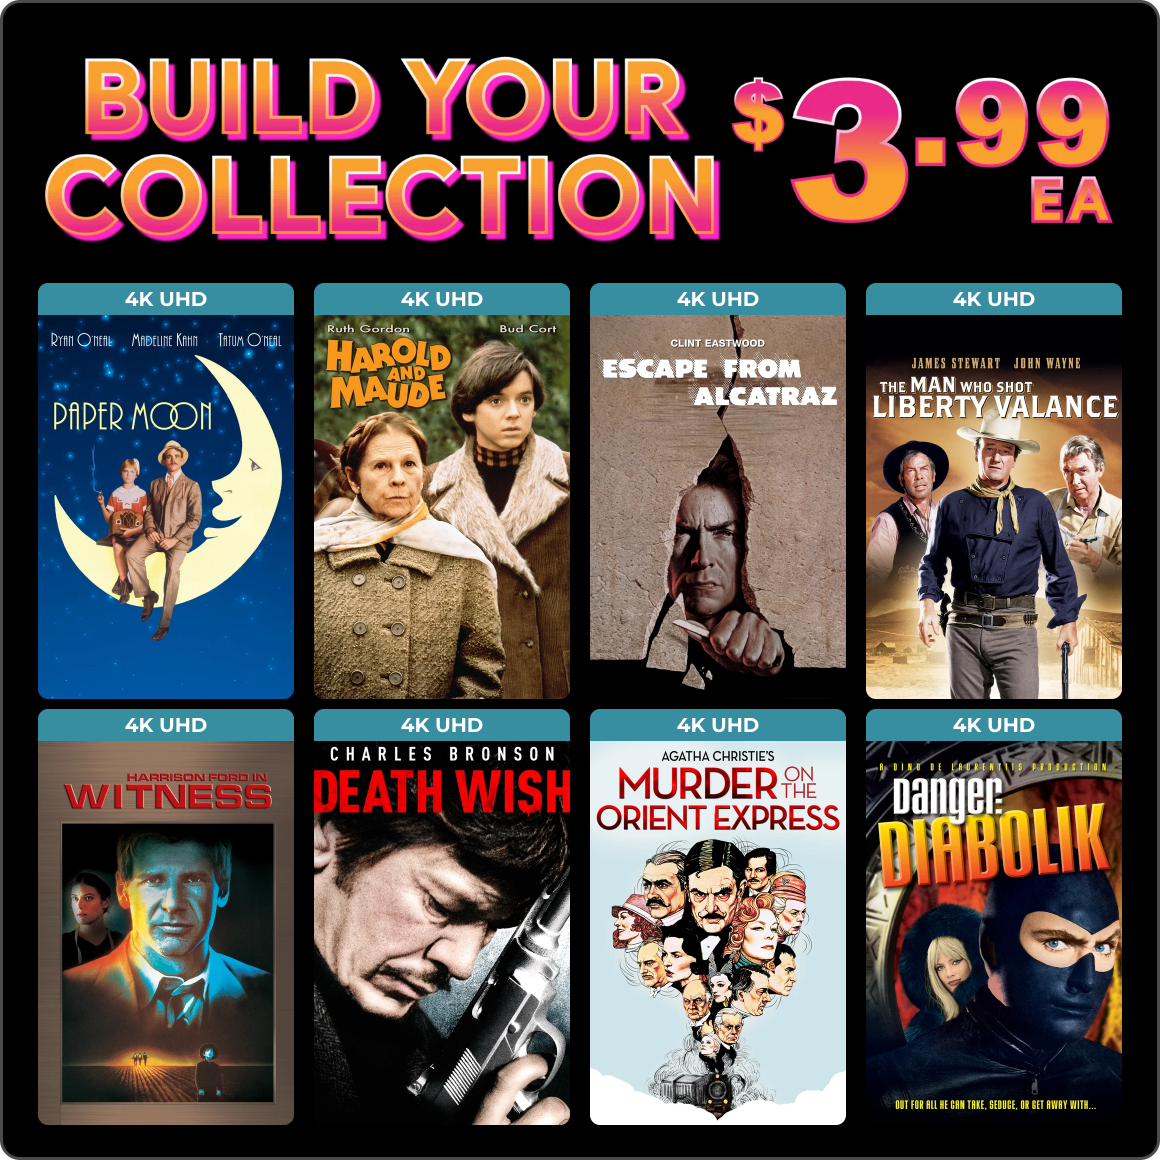 BUILD YOUR
COLLECTION
$3.99
EA
4K UHD
RYAN O'NEAL MADELINE KAHN TATUM O'NEAL
PAPER MOON
4K UHD
Ruth Gordon Bud Cort
HAROLD
AND
MAUDE
4K UHD
CLINT EASTWOOD
ESCAPE FROM
ALCATRAZ
4K UHD
JAMES STEWART JOHN WAYNE
THE MAN WHO SHOT
LIBERTY VALANCE
4K UHD
HARRISON FORD IN
WITNESS
4K UHD
CHARLES BRONSON
DEATH WISH
4K UHD
AGATHA CHRISTIE'S
MURDER ON THE
ORIENT EXPRESS
4K UHD
A DINO DE LAURENTIIS PRODUCTION
Danger:
DIABOLIK
OUT FOR ALL HE CAN TAKE, SEDUCE, OR GET AWAY WITH...